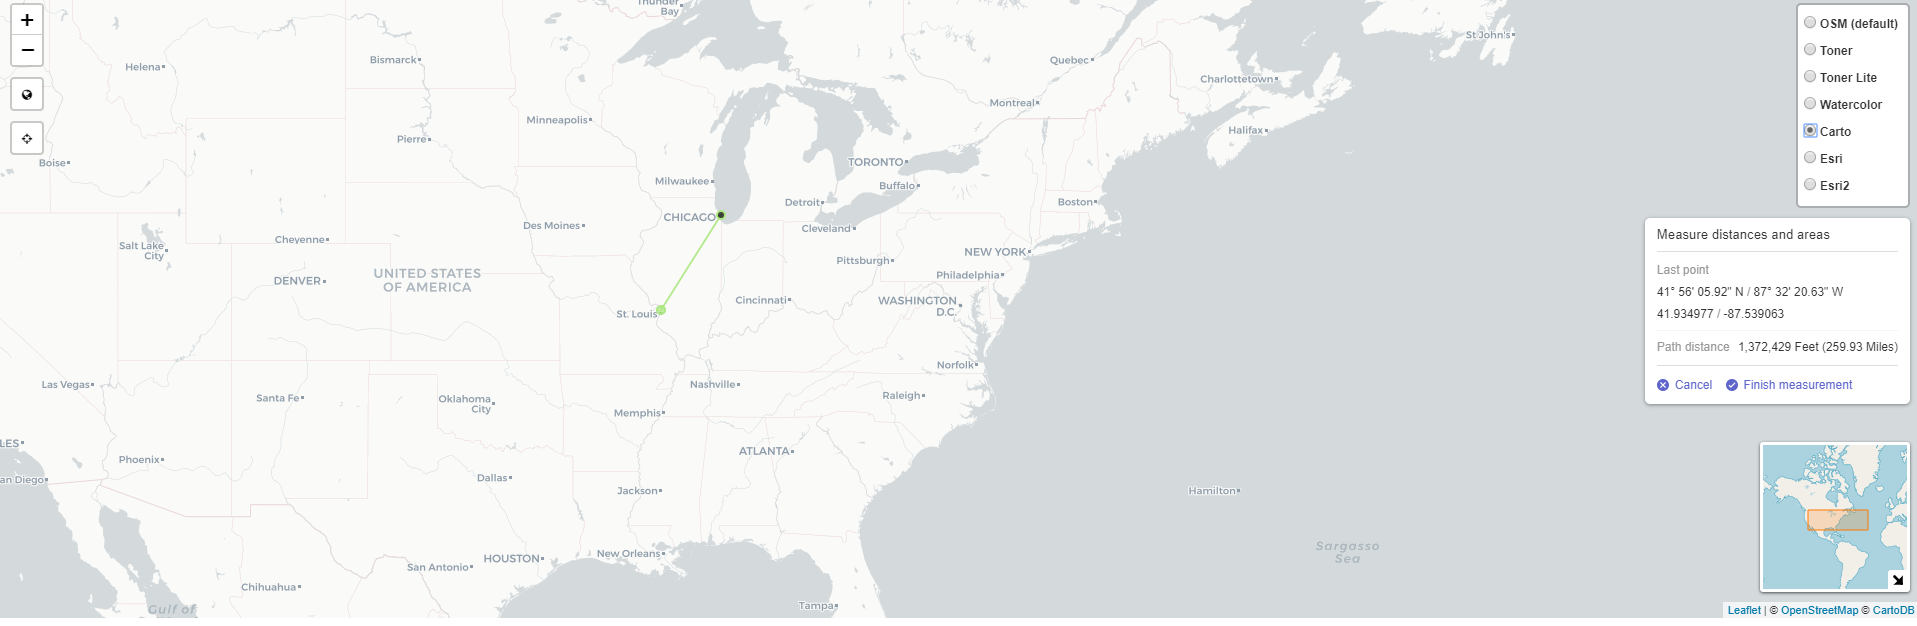 +
−
Thunder
Bay
St John's
Helena
Bismarck
Quebec
Charlottetown
Montreal
Minneapolis
Halifax
Pierre
Boise
TORONTO
Milwaukee
Buffalo
Detroit
Boston
CHICAGO
Des Moines
Cleveland
Salt Lake
City
Cheyenne
NEW YORK
Pittsburgh
Philadelphia
UNITED STATES
OF AMERICA
DENVER
Cincinnati
WASHINGTON
D.C.
St. Louis
Norfolk
Las Vegas
Nashville
Santa Fe
Raleigh
Oklahoma
City
Memphis
LES
ATLANTA
Phoenix
an Diego
Dallas
Jackson
Hamilton
Sargasso
Sea
HOUSTON
New Orleans
San Antonio
Chihuahua
Gulf of
Tampa
OSM (default)
Toner
Toner Lite
Watercolor
Carto
Esri
Esri2
Measure distances and areas
Last point
41° 56' 05.92" N / 87° 32' 20.63" W
41.934977 / -87.539063
Path distance 1,372,429 Feet (259.93 Miles)
Cancel Finish measurement
Leaflet | © OpenStreetMap © CartoDB